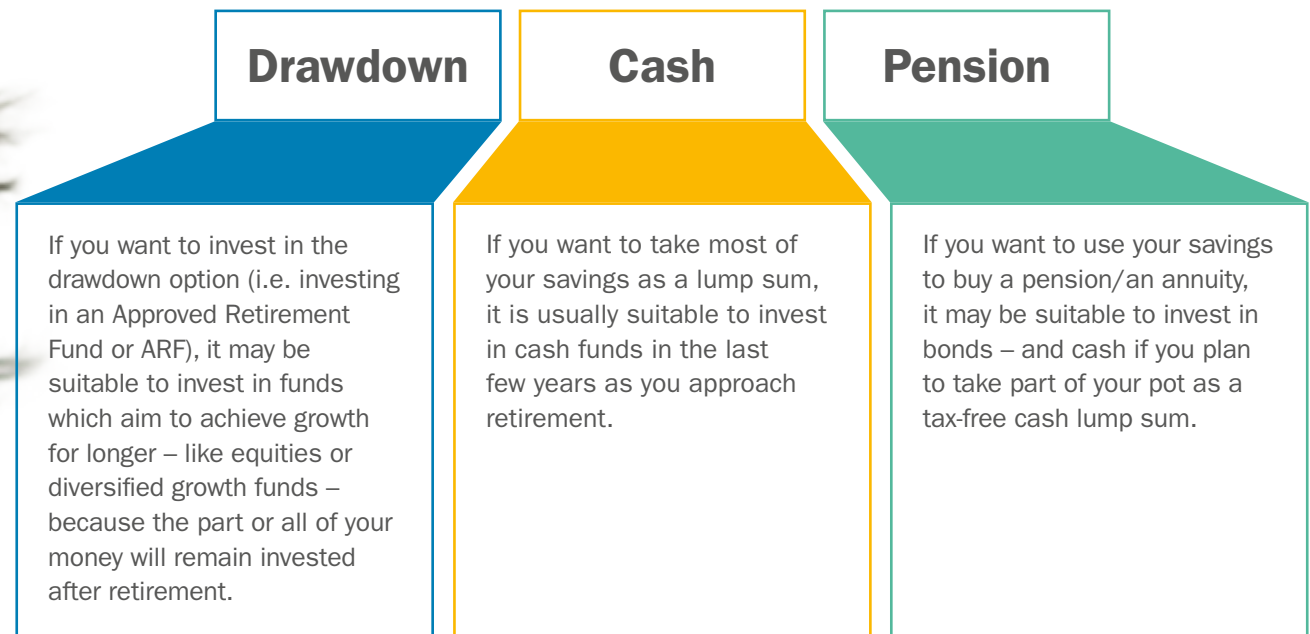 Drawdown
Cash
Pension
If you want to invest in the
drawdown option (i.e. investing
in an Approved Retirement
Fund or ARF), it may be
suitable to invest in funds
which aim to achieve growth
for longer – like equities or
diversified growth funds –
because the part or all of your
money will remain invested
after retirement.
If you want to take most of
your savings as a lump sum,
it is usually suitable to invest
in cash funds in the last
few years as you approach
retirement.
If you want to use your savings
to buy a pension/an annuity,
it may be suitable to invest in
bonds – and cash if you plan
to take part of your pot as a
tax-free cash lump sum.